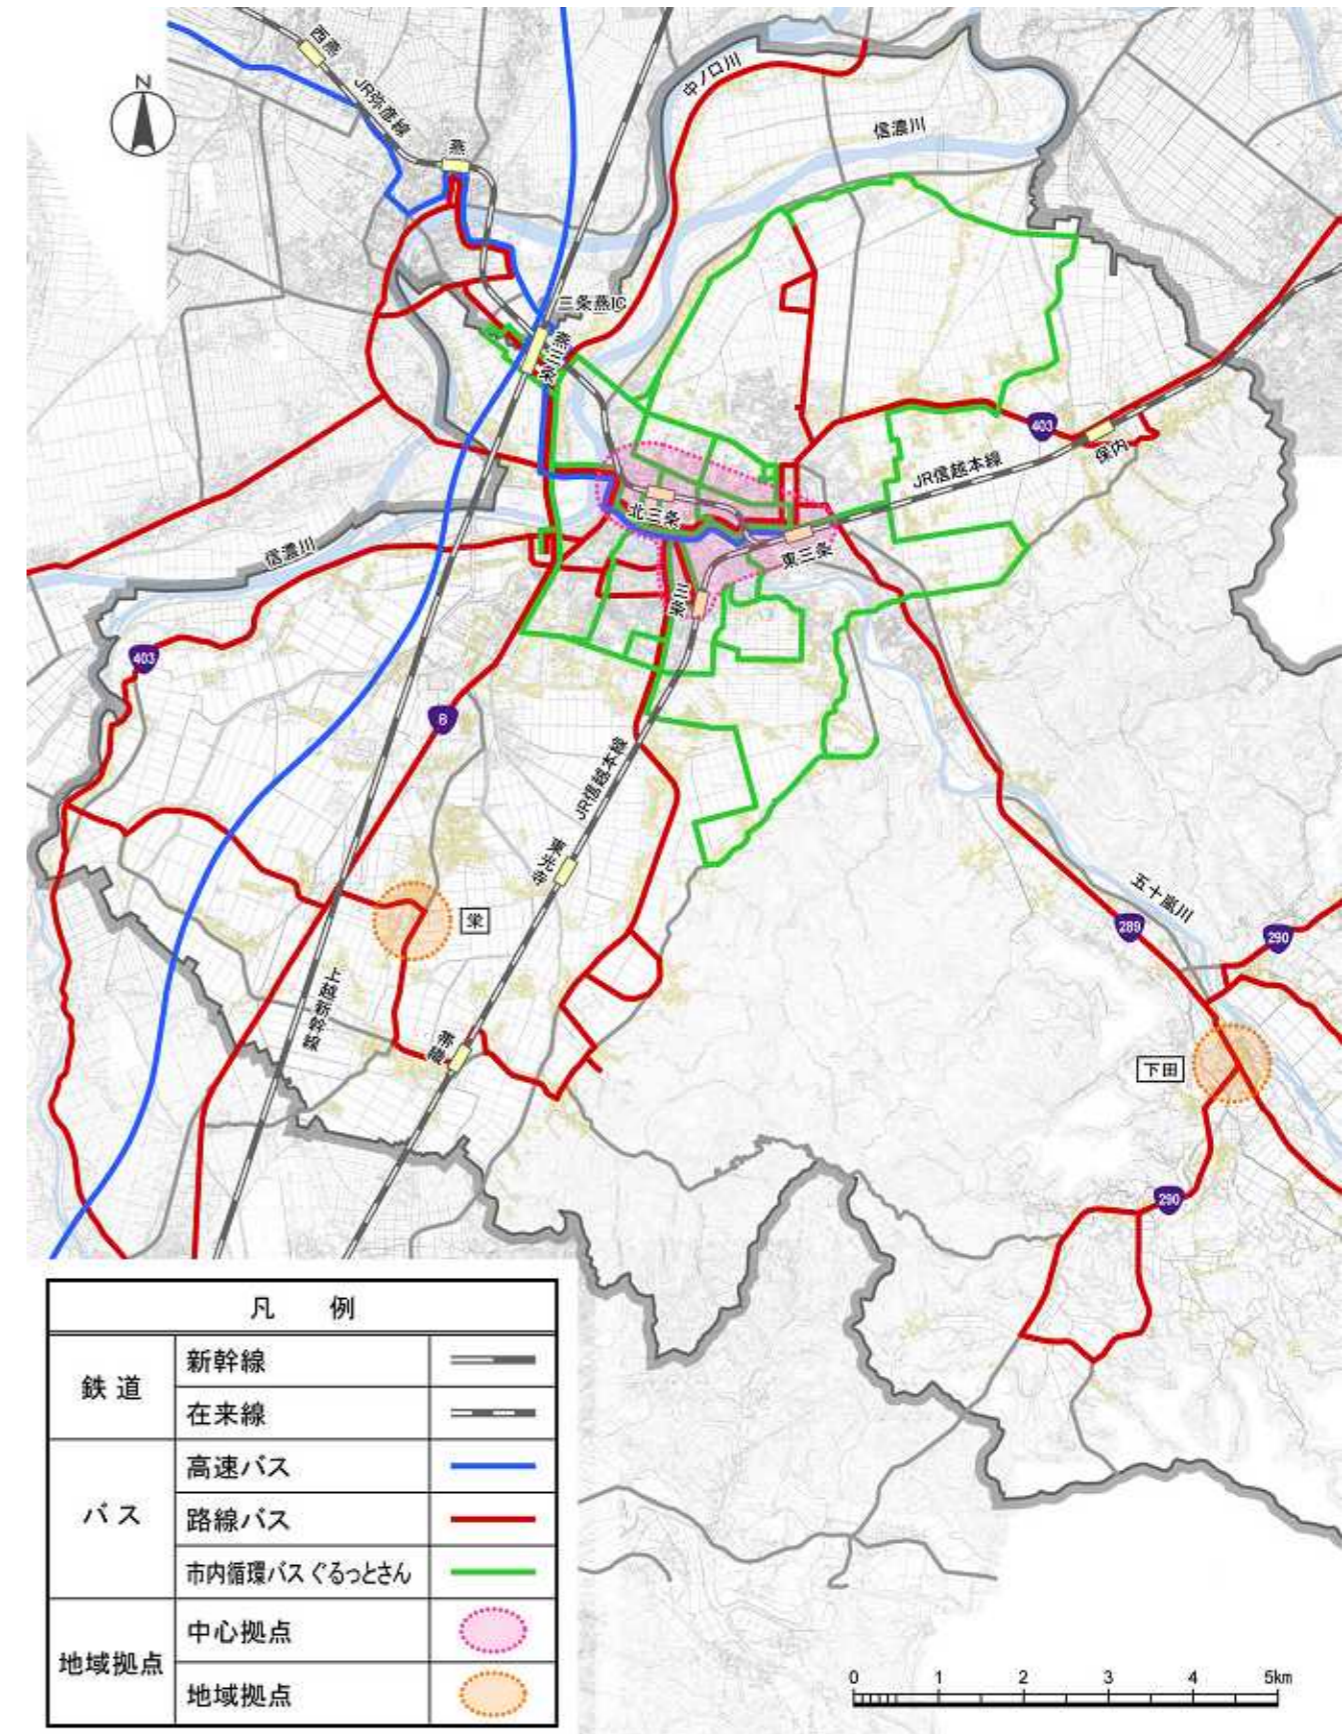 西燕
N
JR弥彦線
中ノ口川
信濃川
燕
三条燕IC
燕三条
403
保内
JR信越本線
北三条
東三条
信濃川
東三条
403
8
JR信越本線
東光寺
五十嵐川
289
290
栄
上越新幹線
帯織
下田
290
凡 例
鉄道
新幹線
在来線
バス
高速バス
路線バス
市内循環バス ぐるっとさん
地域拠点
中心拠点
地域拠点
0 1 2 3 4 5km